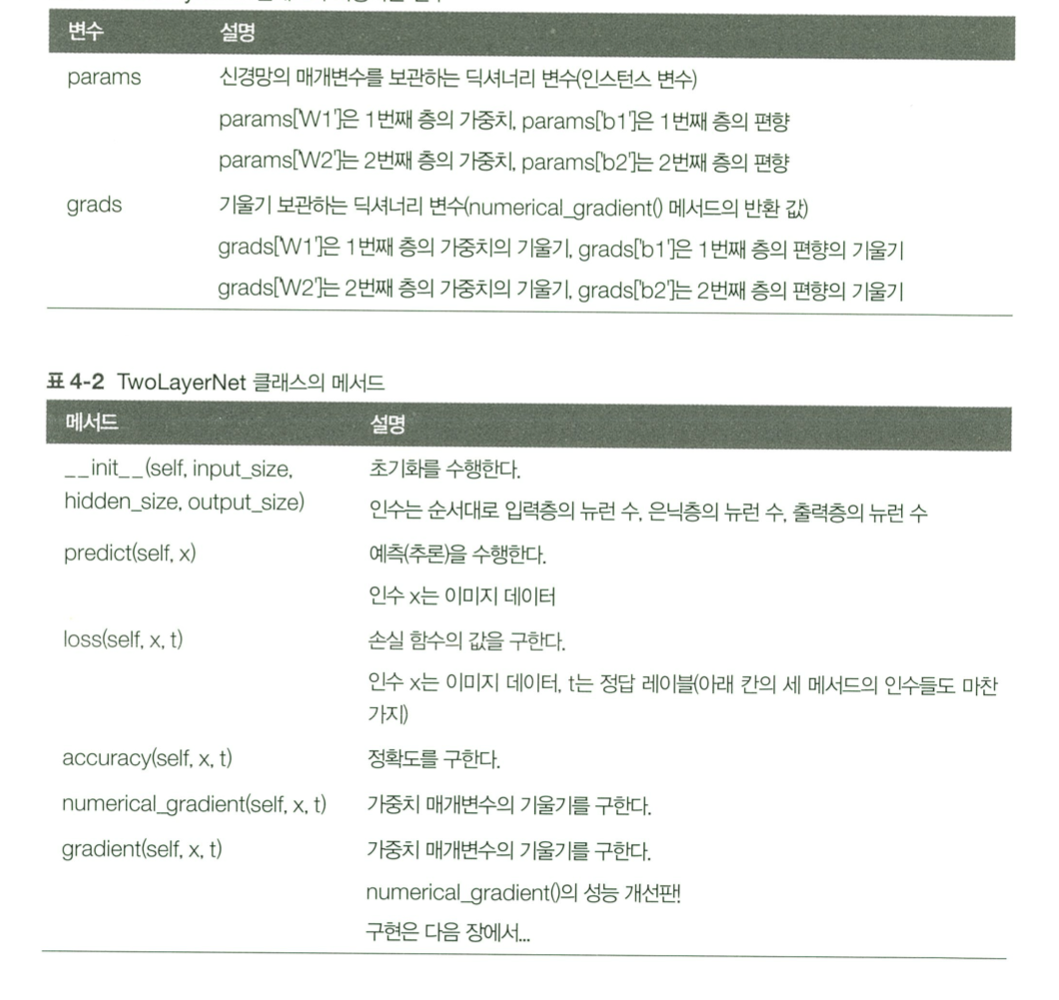 변수 설명
params 신경망의 매개변수를 보관하는 딕셔너리 변수(인스턴스 변수)
params['W1']은 1번째 층의 가중치, params['b1']은 1번째 층의 편향
params['W2']는 2번째 층의 가중치, params['b2']는 2번째 층의 편향
grads 기울기 보관하는 딕셔너리 변수(numerical_gradient() 메서드의 반환 값)
grads['W1']은 1번째 층의 가중치의 기울기, grads['b1']은 1번째 층의 편향의 기울기
grads['W2']는 2번째 층의 가중치의 기울기, grads['b2']는 2번째 층의 편향의 기울기
표 4-2 TwoLayerNet 클래스의 메서드
메서드 설명
__init__(self, input_size, 초기화를 수행한다.
hidden_size, output_size) 인수는 순서대로 입력층의 뉴런 수, 은닉층의 뉴런 수, 출력층의 뉴런 수
predict(self, x) 예측(추론)을 수행한다.
인수 x는 이미지 데이터
loss(self, x, t) 손실 함수의 값을 구한다.
인수 x는 이미지 데이터, t는 정답 레이블(아래 칸의 세 메서드의 인수들도 마찬
가지)
accuracy(self, x, t) 정확도를 구한다.
numerical_gradient(self, x, t) 가중치 매개변수의 기울기를 구한다.
gradient(self, x, t) 가중치 매개변수의 기울기를 구한다.
numerical_gradient()의 성능 개선판!
구현은 다음 장에서...